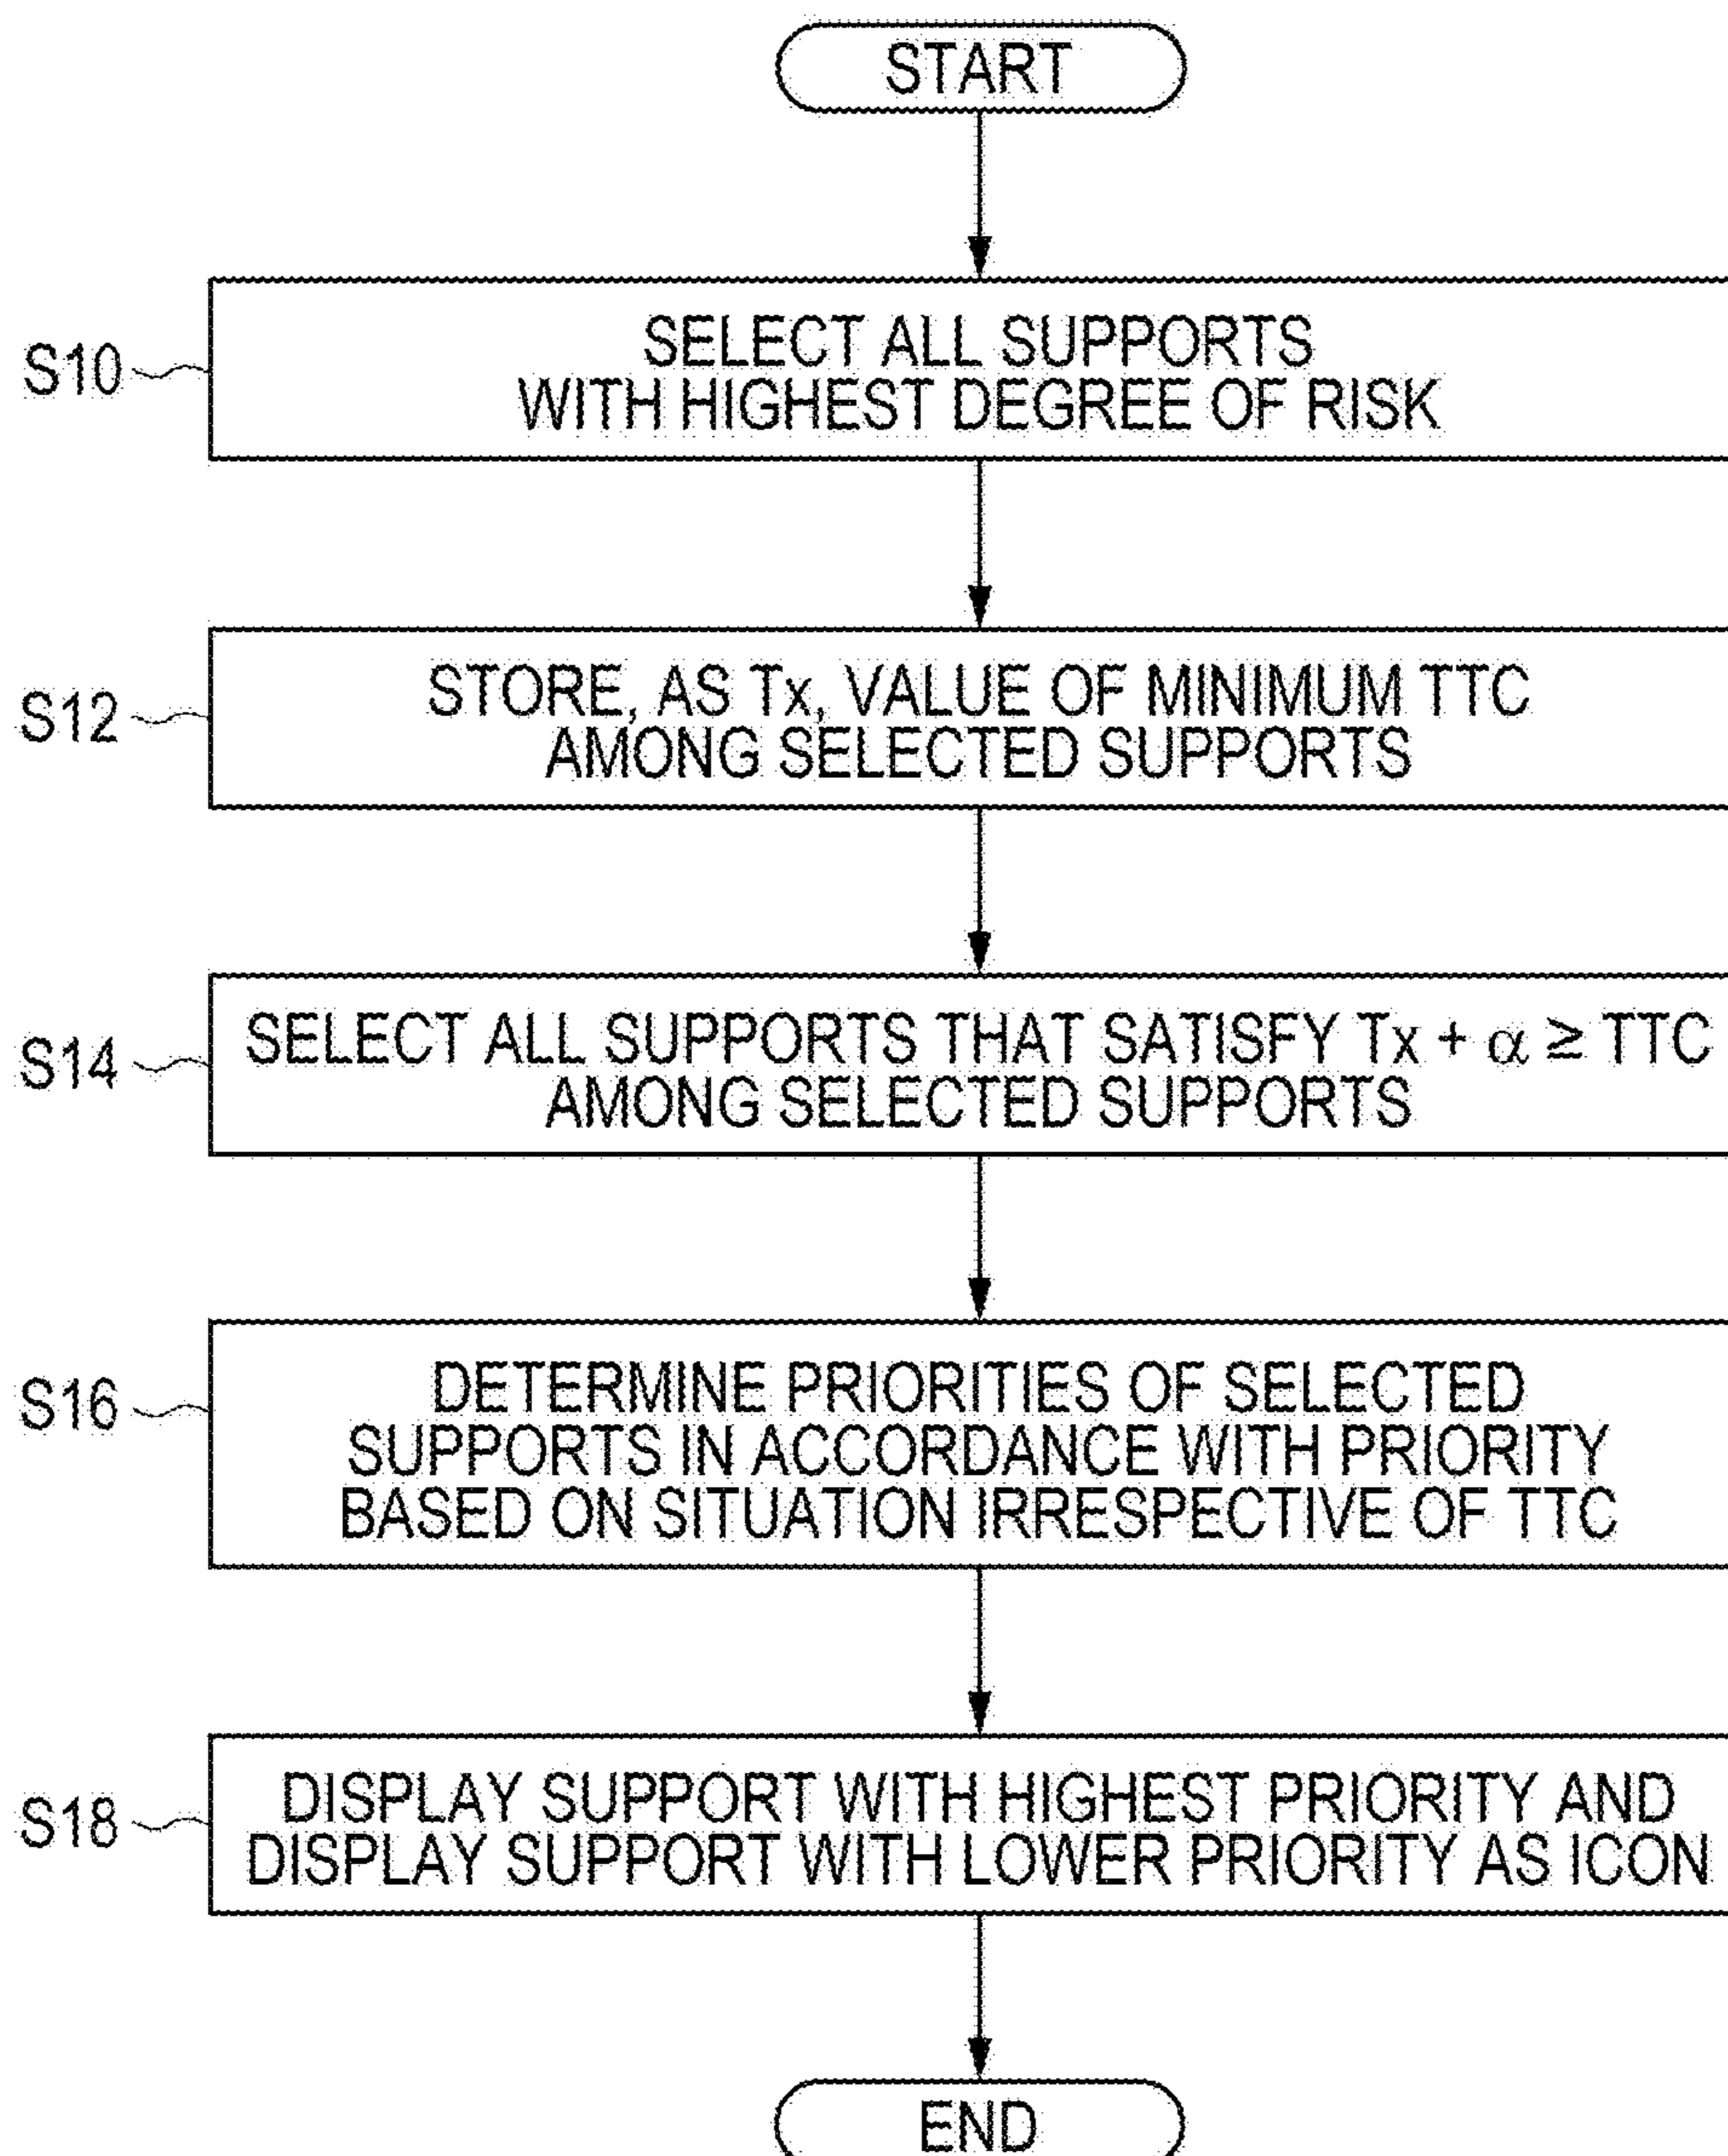 START
S10
SELECT ALL SUPPORTS
WITH HIGHEST DEGREE OF RISK
S12
STORE, AS Tx, VALUE OF MINIMUM TTC
AMONG SELECTED SUPPORTS
S14
SELECT ALL SUPPORTS THAT SATISFY Tx + α ≧ TTC
AMONG SELECTED SUPPORTS
S16
DETERMINE PRIORITIES OF SELECTED
SUPPORTS IN ACCORDANCE WITH PRIORITY
BASED ON SITUATION IRRESPECTIVE OF TTC
S18
DISPLAY SUPPORT WITH HIGHEST PRIORITY AND
DISPLAY SUPPORT WITH LOWER PRIORITY AS ICON
END